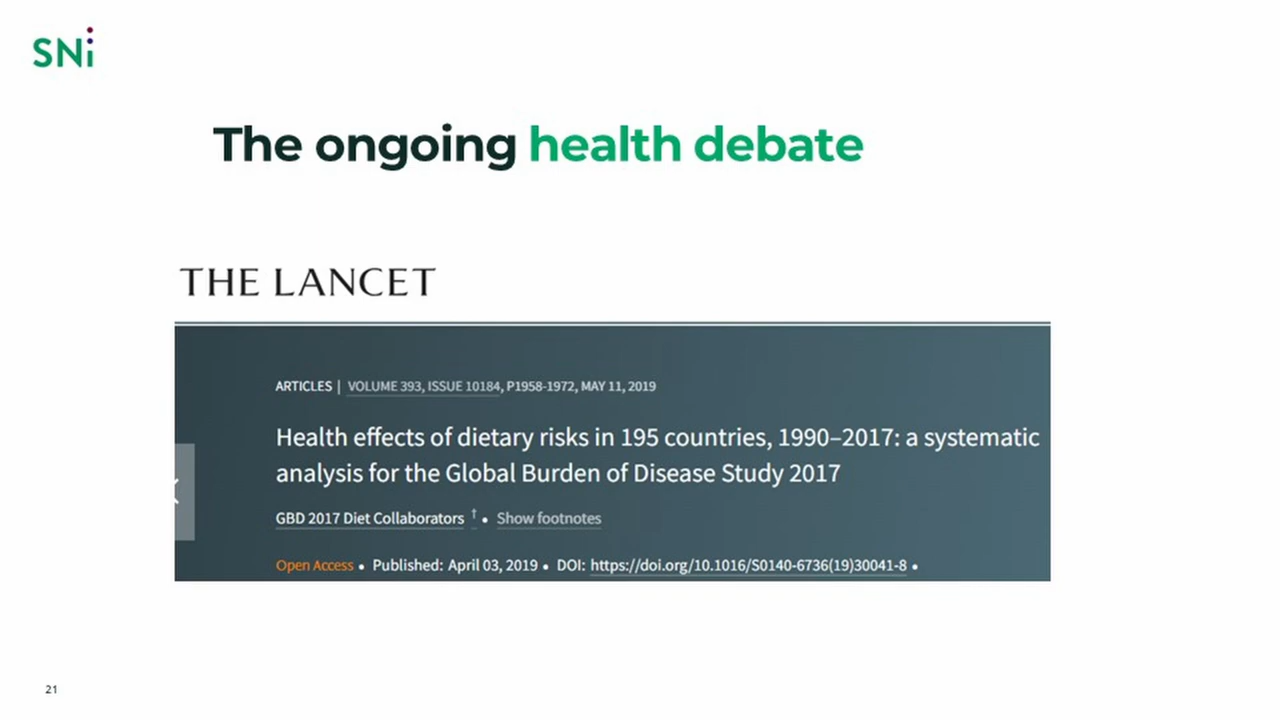 SNi
The ongoing health debate
THE LANCET
ARTICLES | VOLUME 393, ISSUE 10184, P1958-1972, MAY 11, 2019
Health effects of dietary risks in 195 countries, 1990–2017: a systematic
analysis for the Global Burden of Disease Study 2017
GBD 2017 Diet Collaborators † • Show footnotes
Open Access • Published: April 03, 2019 • DOI: https://doi.org/10.1016/S0140-6736(19)30041-8 •
21